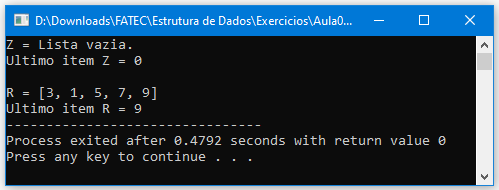 D:\Downloads\FATEC\Estrutura de Dados\Exercicios\Aula0...
Z = Lista vazia.
Ultimo item Z = 0
R = [3, 1, 5, 7, 9]
Ultimo item R = 9
--------------------------------
Process exited after 0.4792 seconds with return value 0
Press any key to continue . . .